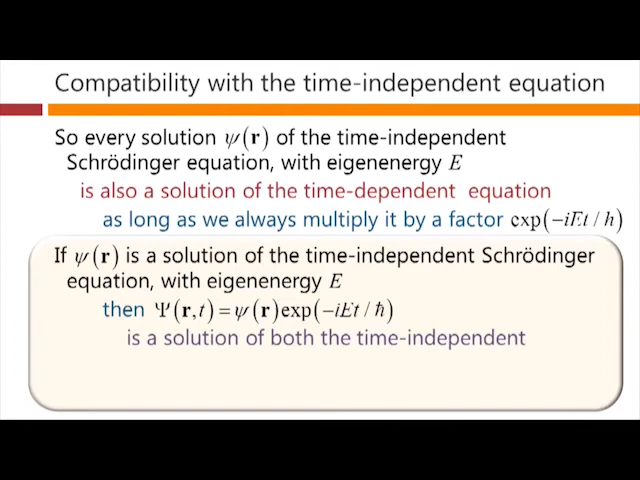 Compatibility with the time-independent equation
So every solution ψ(r) of the time-independent
Schrödinger equation, with eigenenergy E
is also a solution of the time-dependent equation
as long as we always multiply it by a factor exp(−iEt / ħ)
If ψ(r) is a solution of the time-independent Schrödinger
equation, with eigenenergy E
then Ψ(r,t) = ψ(r)exp(−iEt / ħ)
is a solution of both the time-independent